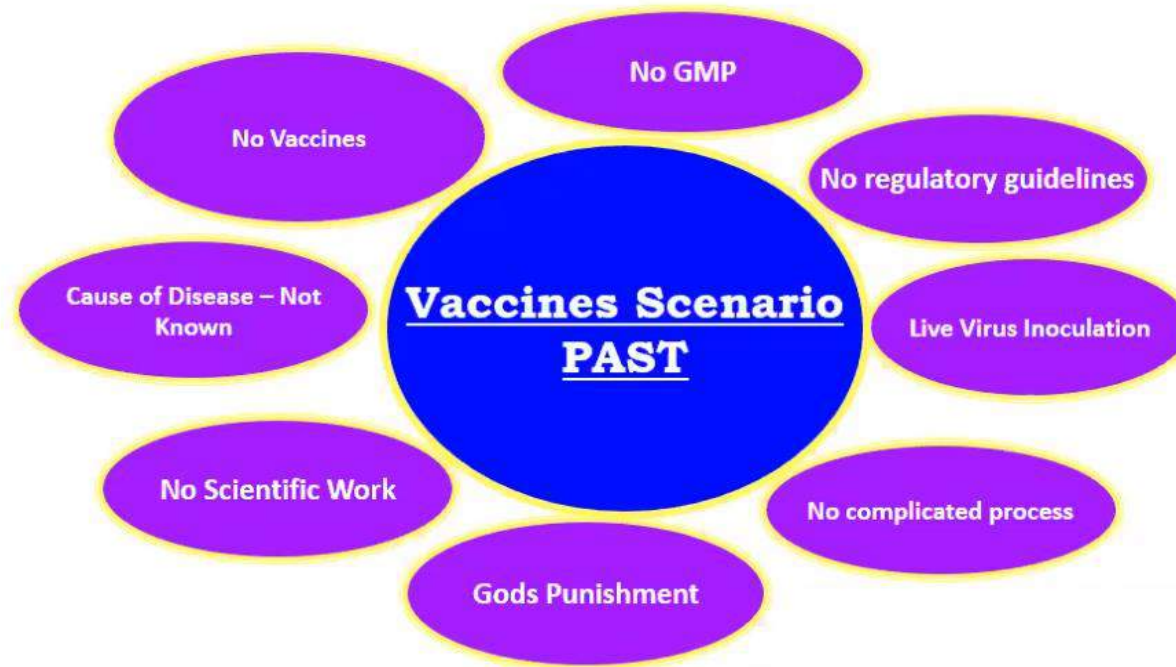 No GMP
No Vaccines
No regulatory guidelines
Vaccines Scenario
PAST
Cause of Disease – Not
Known
Live Virus Inoculation
No Scientific Work
No complicated process
Gods Punishment